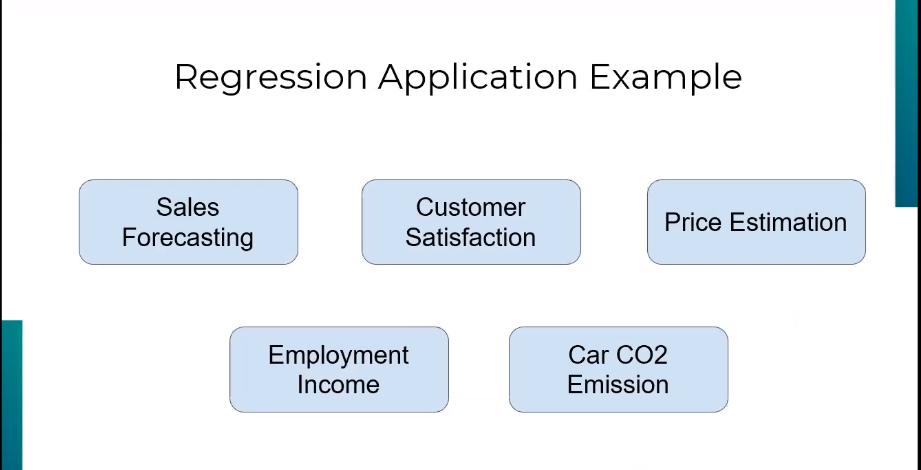 Regression Application Example
Sales
Forecasting
Customer
Satisfaction
Price Estimation
Employment
Income
Car CO2
Emission